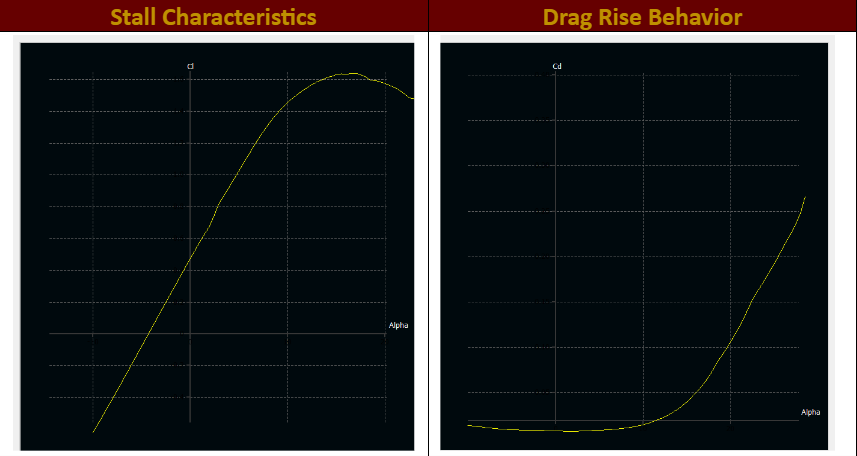 Stall Characteristics
Drag Rise Behavior
Cl
Alpha
Cd
Alpha